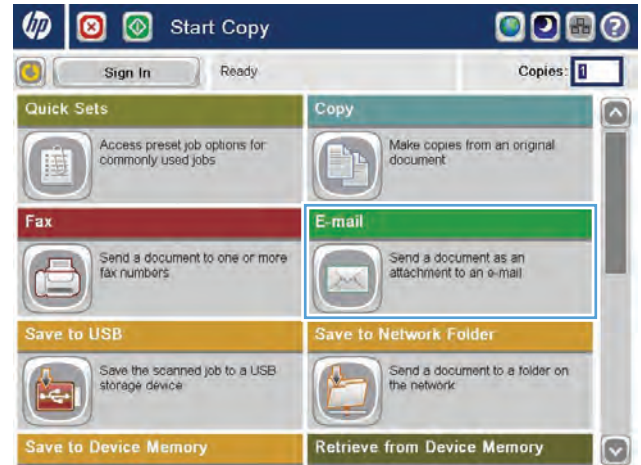 hp
Start Copy
?
Sign In
Ready
Copies: 1
Quick Sets
Access preset job options for
commonly used jobs
Copy
Make copies from an original
document
Fax
Send a document to one or more
fax numbers
E-mail
Send a document as an
attachment to an e-mail
Save to USB
Save the scanned job to a USB
storage device
Save to Network Folder
Send a document to a folder on
the network
Save to Device Memory
Retrieve from Device Memory